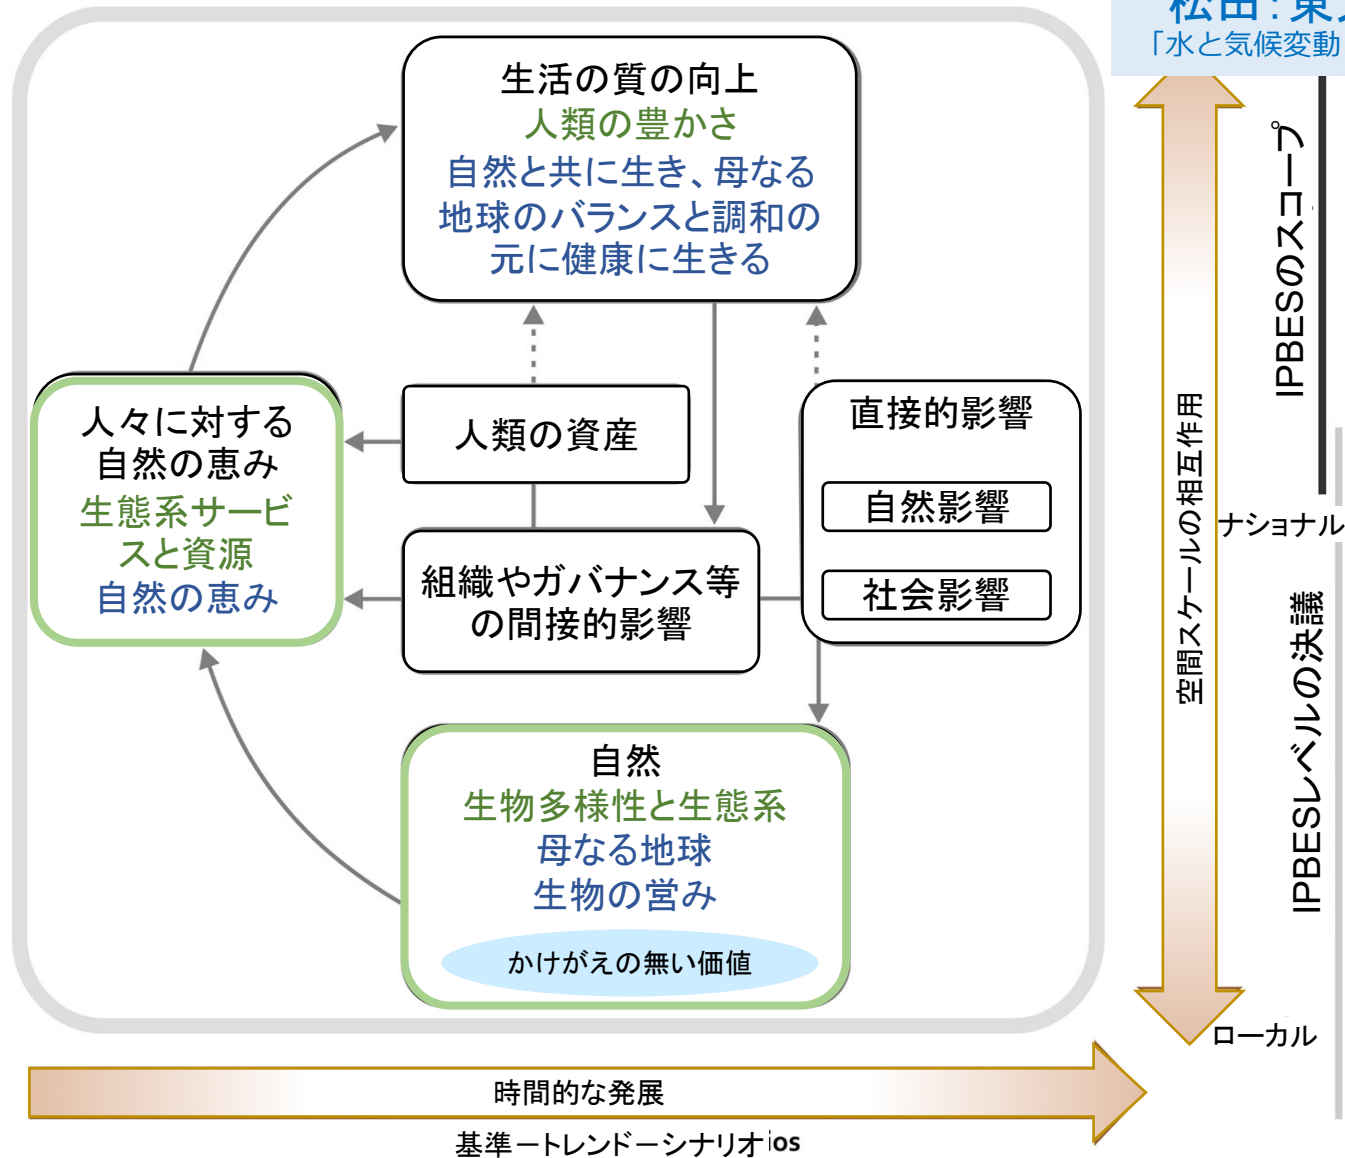 松田：東
「水と気候変動
生活の質の向上
人類の豊かさ
自然と共に生き、母なる
地球のバランスと調和の
元に健康に生きる
人々に対する
自然の恵み
生態系サービ
スと資源
自然の恵み
人類の資産
組織やガバナンス等
の間接的影響
直接的影響
自然影響
社会影響
自然
生物多様性と生態系
母なる地球
生物の営み
かけがえの無い価値
空間スケールの相互作用
IPBESのスコープ
ナショナル
IPBESレベルの決議
ローカル
時間的な発展
基準－トレンド－シナリオios